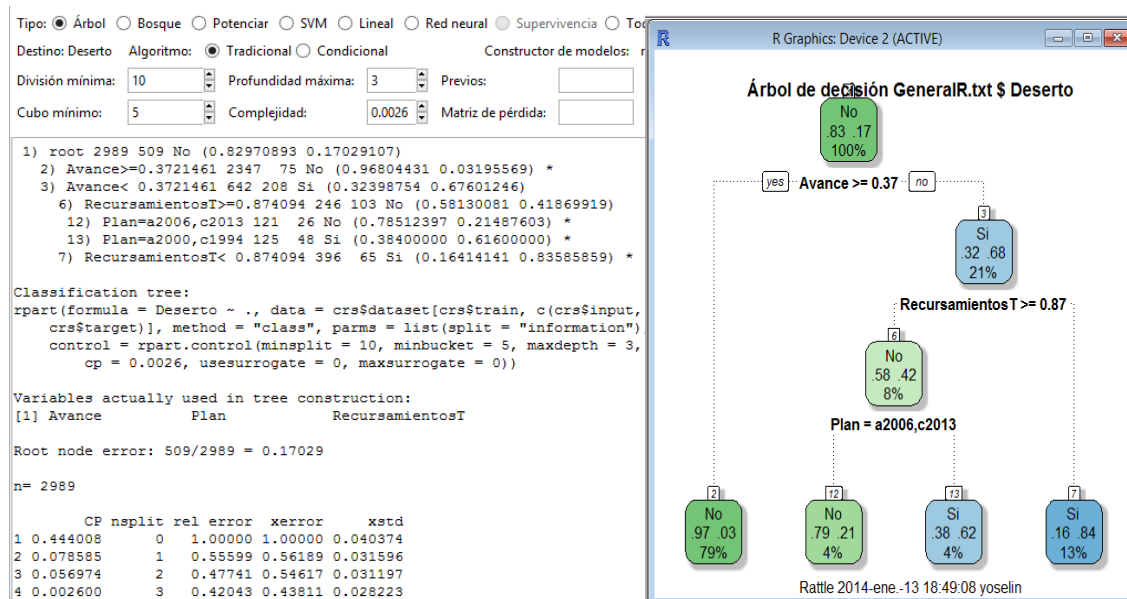 Tipo: Árbol Bosque Potenciar SVM Lineal Red neural Supervivencia
Destino: Deserto Algoritmo: Tradicional Condicional Constructor de modelos:
División mínima: 10 Profundidad máxima: 3 Previos:
Cubo mínimo: 5 Complejidad: 0.0026 Matriz de pérdida:
1) root 2989 509 No (0.82970893 0.17029107)
2) Avance>=0.3721461 2347 75 No (0.96804431 0.03195569) *
3) Avance< 0.3721461 642 208 Si (0.32398754 0.67601246)
6) RecursamientosT>=0.874094 246 103 No (0.58130081 0.41869919)
12) Plan=a2006,c2013 121 26 No (0.78512397 0.21487603) *
13) Plan=a2000,c1994 125 48 Si (0.38400000 0.61600000) *
7) RecursamientosT< 0.874094 396 65 Si (0.16414141 0.83585859) *
Classification tree:
rpart(formula = Deserto ~ ., data = crs$dataset[crs$train, c(crs$input,
crs$target)], method = "class", parms = list(split = "information"),
control = rpart.control(minsplit = 10, minbucket = 5, maxdepth = 3,
cp = 0.0026, usesurrogate = 0, maxsurrogate = 0))
Variables actually used in tree construction:
[1] Avance Plan RecursamientosT
Root node error: 509/2989 = 0.17029
n= 2989
CP nsplit rel error xerror xstd
1 0.444008 0 1.00000 1.00000 0.040374
2 0.078585 1 0.55599 0.56189 0.031596
3 0.056974 2 0.47741 0.54617 0.031197
4 0.002600 3 0.42043 0.43811 0.028223
R R Graphics: Device 2 (ACTIVE)
Árbol de decisión GeneralR.txt $ Deserto
No
.83 .17
100%
yes Avance >= 0.37 no
3
Si
.32 .68
21%
RecursamientosT >= 0.87
6
No
.58 .42
8%
Plan = a2006,c2013
2 12 13 7
No No Si Si
.97 .03 .79 .21 .38 .62 .16 .84
79% 4% 4% 13%
Rattle 2014-ene.-13 18:49:08 yoselin